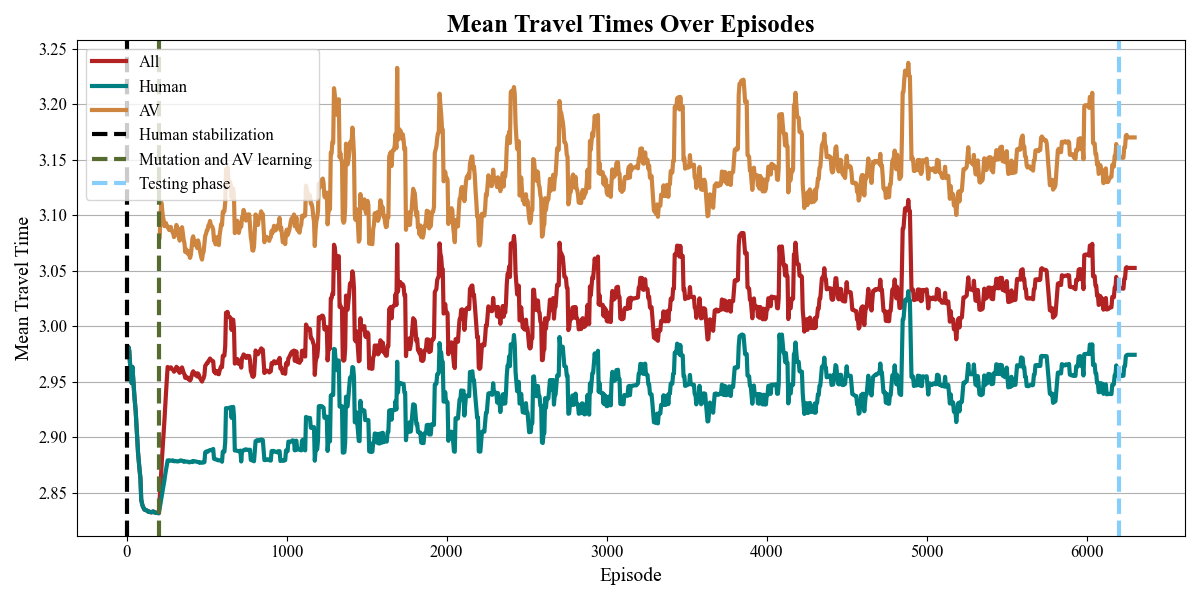 Mean Travel Times Over Episodes
Mean Travel Time
3.25
3.20
3.15
3.10
3.05
3.00
2.95
2.90
2.85
All
Human
AV
Human stabilization
Mutation and AV learning
Testing phase
0 1000 2000 3000 4000 5000 6000
Episode